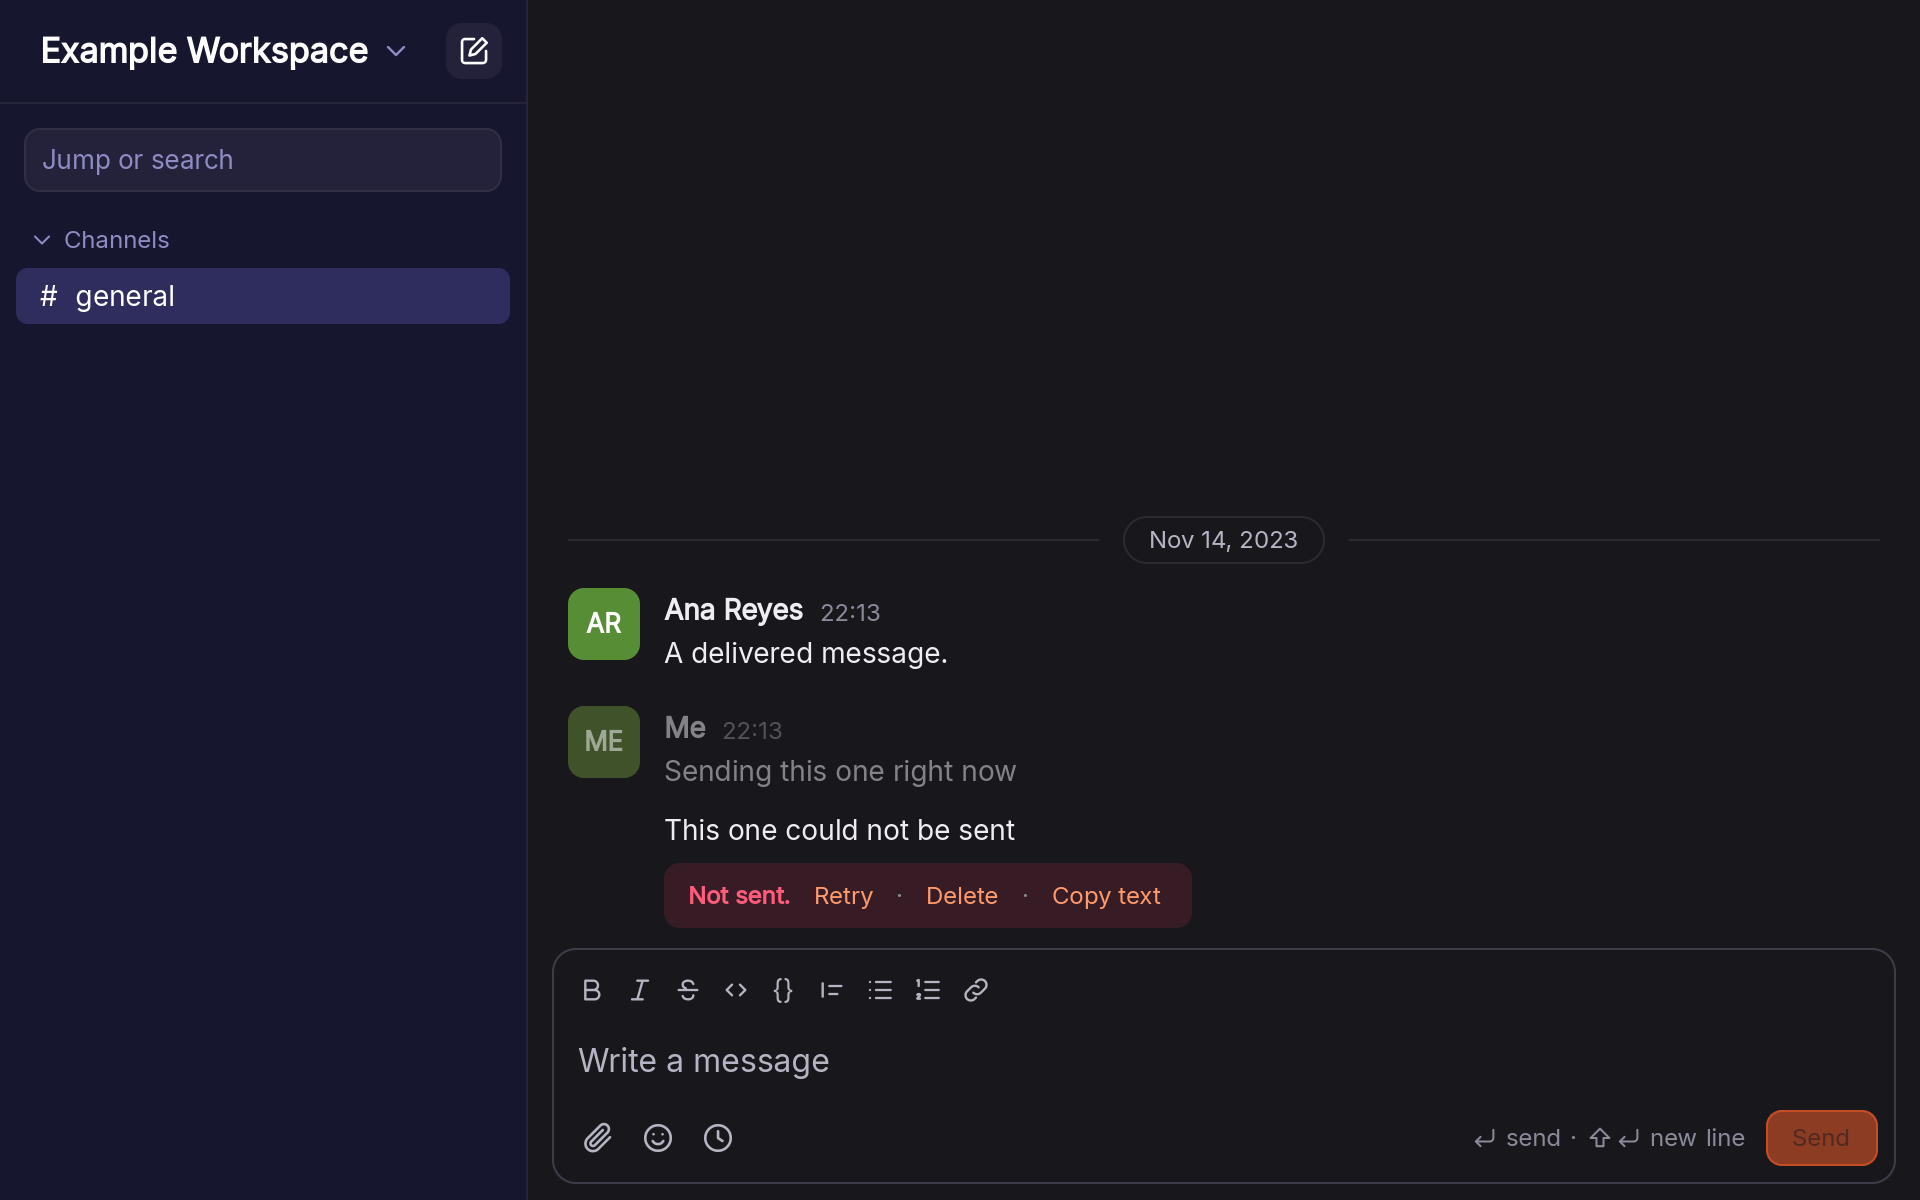 Example Workspace
Jump or search
Channels
# general
Nov 14, 2023
AR
Ana Reyes 22:13
A delivered message.
ME
Me 22:13
Sending this one right now
This one could not be sent
Not sent. Retry · Delete · Copy text
Write a message
send · new line
Send